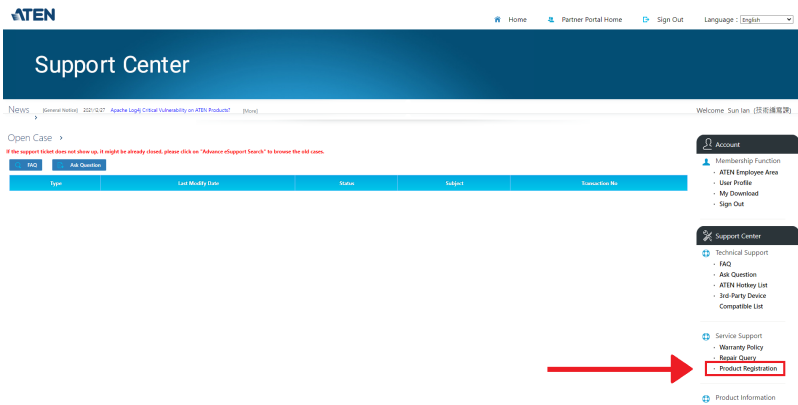 ATEN
Home Partner Portal Home Sign Out Language : English
Support Center
News [General Notice] 2021/12/27 Apache Log4j Critical Vulnerability on ATEN Products? [More]
Welcome Sun Ian [技術編寫課]
Open Case
If the support ticket does not show up, it might be already closed, please click on "Advance eSupport Search" to browse the old cases.
FAQ Ask Question
Type Last Modify Date Status Subject Transaction No
Account
Membership Function
ATEN Employee Area
User Profile
My Download
Sign Out
Support Center
Technical Support
FAQ
Ask Question
ATEN Hotkey List
3rd-Party Device
Compatible List
Service Support
Warranty Policy
Repair Query
Product Registration
Product Information